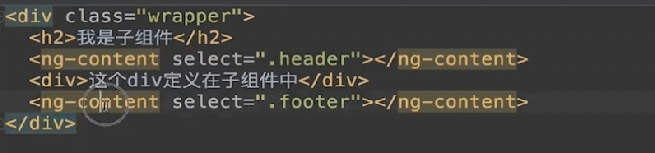 <div class="wrapper">
<h2>我是子组件</h2>
<ng-content select=".header"></ng-content>
<div>这个div定义在子组件中</div>
<ng-content select=".footer"></ng-content>
</div>